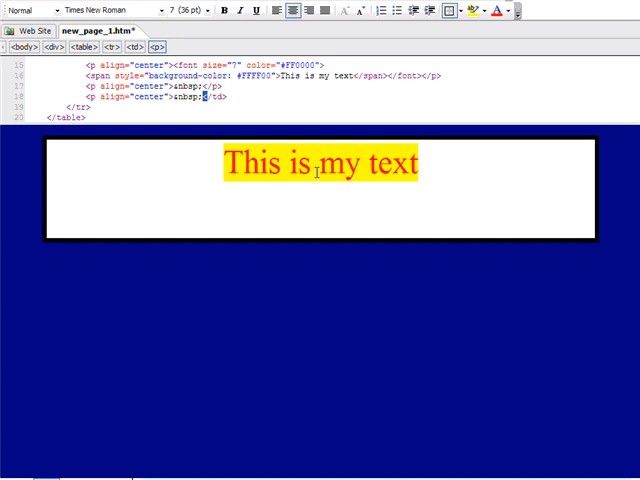 Normal Times New Roman 7 (36 pt) B I U A A A
Web Site new_page_1.htm*
<body> <div> <table> <tr> <td> <p>
15 <p align="center"><font size="7" color="#FF0000">
16 <span style="background-color: #FFFF00">This is my text</span></font></p>
17 <p align="center">&nbsp;</p>
18 <p align="center">&nbsp;</td>
19 </tr>
20 </table>
This is my text